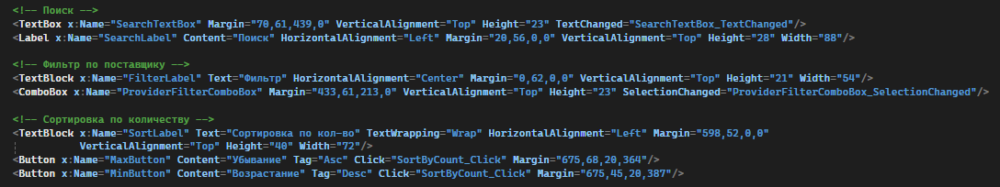 <!-- Поиск -->
<TextBox x:Name="SearchTextBox" Margin="70,61,439,0" VerticalAlignment="Top" Height="23" TextChanged="SearchTextBox_TextChanged"/>
<Label x:Name="SearchLabel" Content="Поиск" HorizontalAlignment="Left" Margin="20,56,0,0" VerticalAlignment="Top" Height="28" Width="88"/>
<!-- Фильтр по поставщику -->
<TextBlock x:Name="FilterLabel" Text="Фильтр" HorizontalAlignment="Center" Margin="0,62,0,0" VerticalAlignment="Top" Height="21" Width="54"/>
<ComboBox x:Name="ProviderFilterComboBox" Margin="433,61,213,0" VerticalAlignment="Top" Height="23" SelectionChanged="ProviderFilterComboBox_SelectionChanged"/>
<!-- Сортировка по количеству -->
<TextBlock x:Name="SortLabel" Text="Сортировка по кол-во" TextWrapping="Wrap" HorizontalAlignment="Left" Margin="598,52,0,0"
VerticalAlignment="Top" Height="40" Width="72"/>
<Button x:Name="MaxButton" Content="Убывание" Tag="Asc" Click="SortByCount_Click" Margin="675,68,20,364"/>
<Button x:Name="MinButton" Content="Возрастание" Tag="Desc" Click="SortByCount_Click" Margin="675,45,20,387"/>